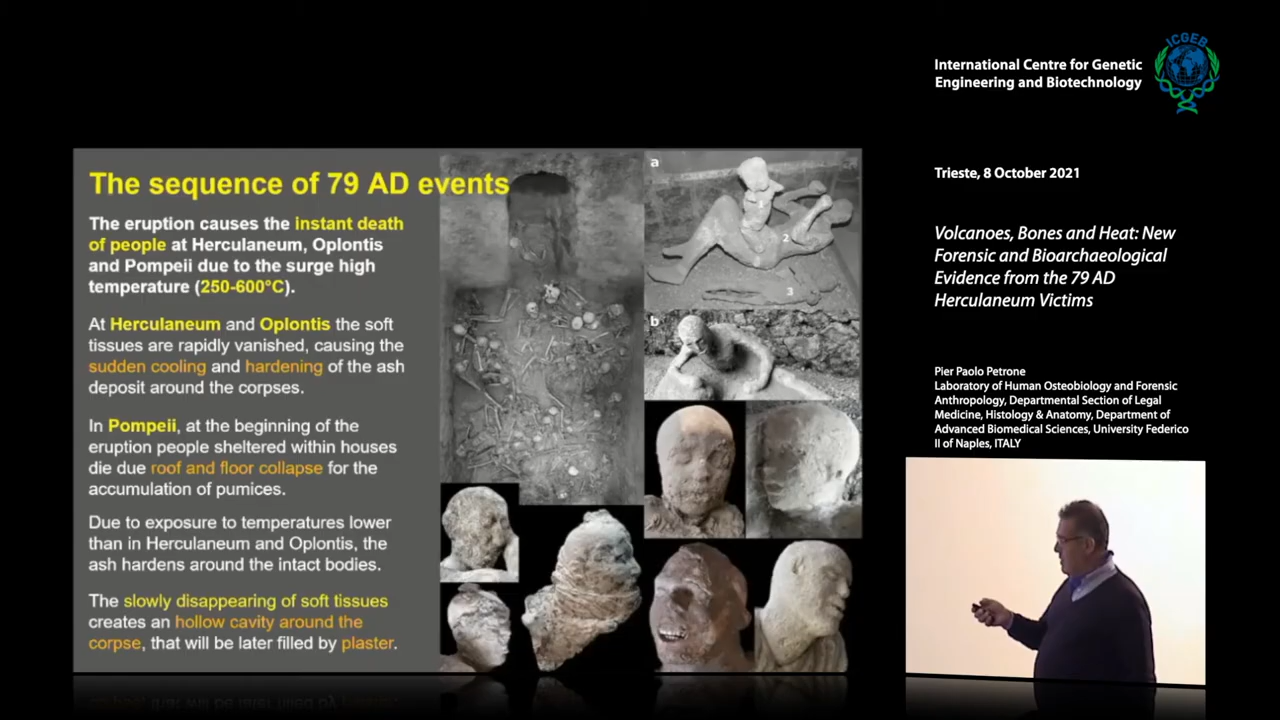 The sequence of 79 AD events
The eruption causes the instant death
of people at Herculaneum, Oplontis
and Pompeii due to the surge high
temperature (250-600°C).
At Herculaneum and Oplontis the soft
tissues are rapidly vanished, causing the
sudden cooling and hardening of the ash
deposit around the corpses.
In Pompeii, at the beginning of the
eruption people sheltered within houses
die due roof and floor collapse for the
accumulation of pumices.
Due to exposure to temperatures lower
than in Herculaneum and Oplontis, the
ash hardens around the intact bodies.
The slowly disappearing of soft tissues
creates an hollow cavity around the
corpse, that will be later filled by plaster.
a
1
2
3
b
International Centre for Genetic
Engineering and Biotechnology
ICGEB
Trieste, 8 October 2021
Volcanoes, Bones and Heat: New
Forensic and Bioarchaeological
Evidence from the 79 AD
Herculaneum Victims
Pier Paolo Petrone
Laboratory of Human Osteobiology and Forensic
Anthropology, Departmental Section of Legal
Medicine, Histology & Anatomy, Department of
Advanced Biomedical Sciences, University Federico
II of Naples, ITALY